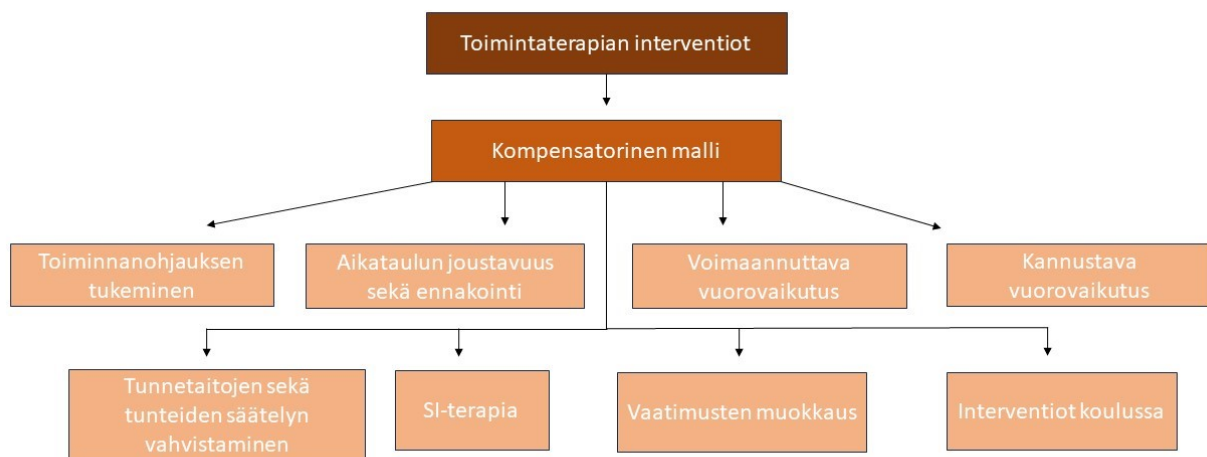 Toimintaterapian interventiot
Kompensatorinen malli
Toiminnanohjauksen
tukeminen
Aikataulun joustavuus
sekä ennakointi
Voimaannuttava
vuorovaikutus
Kannustava
vuorovaikutus
Tunnetaitojen sekä
tunteiden säätelyn
vahvistaminen
SI-terapia
Vaatimusten muokkaus
Interventiot koulussa